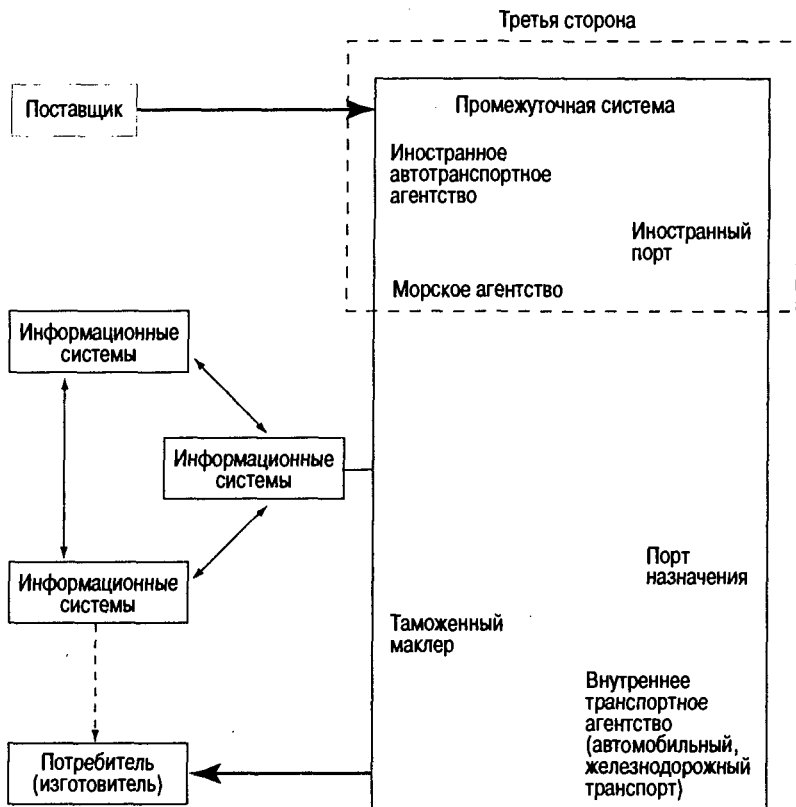 Третья сторона
Поставщик
Промежуточная система
Иностранное
автотранспортное
агентство
Иностранный
порт
Морское агентство
Информационные
системы
Информационные
системы
Информационные
системы
Порт
назначения
Таможенный
маклер
Внутреннее
транспортное
агентство
(автомобильный,
железнодорожный
транспорт)
Потребитель
(изготовитель)